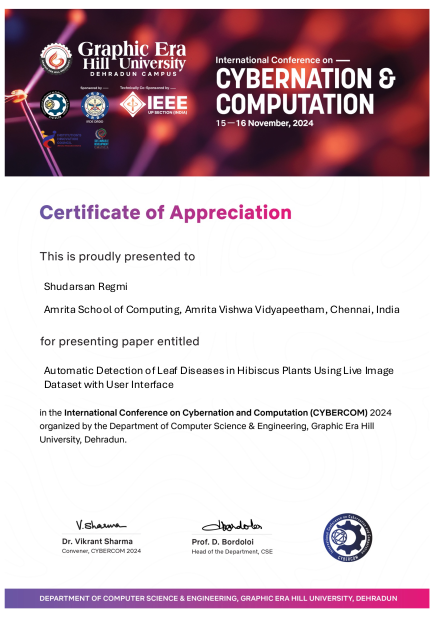 Graphic Era
Hill University
DEHRADUN CAMPUS
Sponsored by
Technically Co-Sponsored by
IEEE
UP SECTION (INDIA)
International Conference on
CYBERNATION &
COMPUTATION
15—16 November, 2024
Certificate of Appreciation
This is proudly presented to
Shudarsan Regmi
Amrita School of Computing, Amrita Vishwa Vidyapeetham, Chennai, India
for presenting paper entitled
Automatic Detection of Leaf Diseases in Hibiscus Plants Using Live Image
Dataset with User Interface
in the International Conference on Cybernation and Computation (CYBERCOM) 2024
organized by the Department of Computer Science & Engineering, Graphic Era Hill
University, Dehradun.
V. Sharma
Dr. Vikrant Sharma
Convener, CYBERCOM 2024
Prof. D. Bordoloi
Head of the Department, CSE
CYBERCOM
DEPARTMENT OF COMPUTER SCIENCE & ENGINEERING, GRAPHIC ERA HILL UNIVERSITY, DEHRADUN